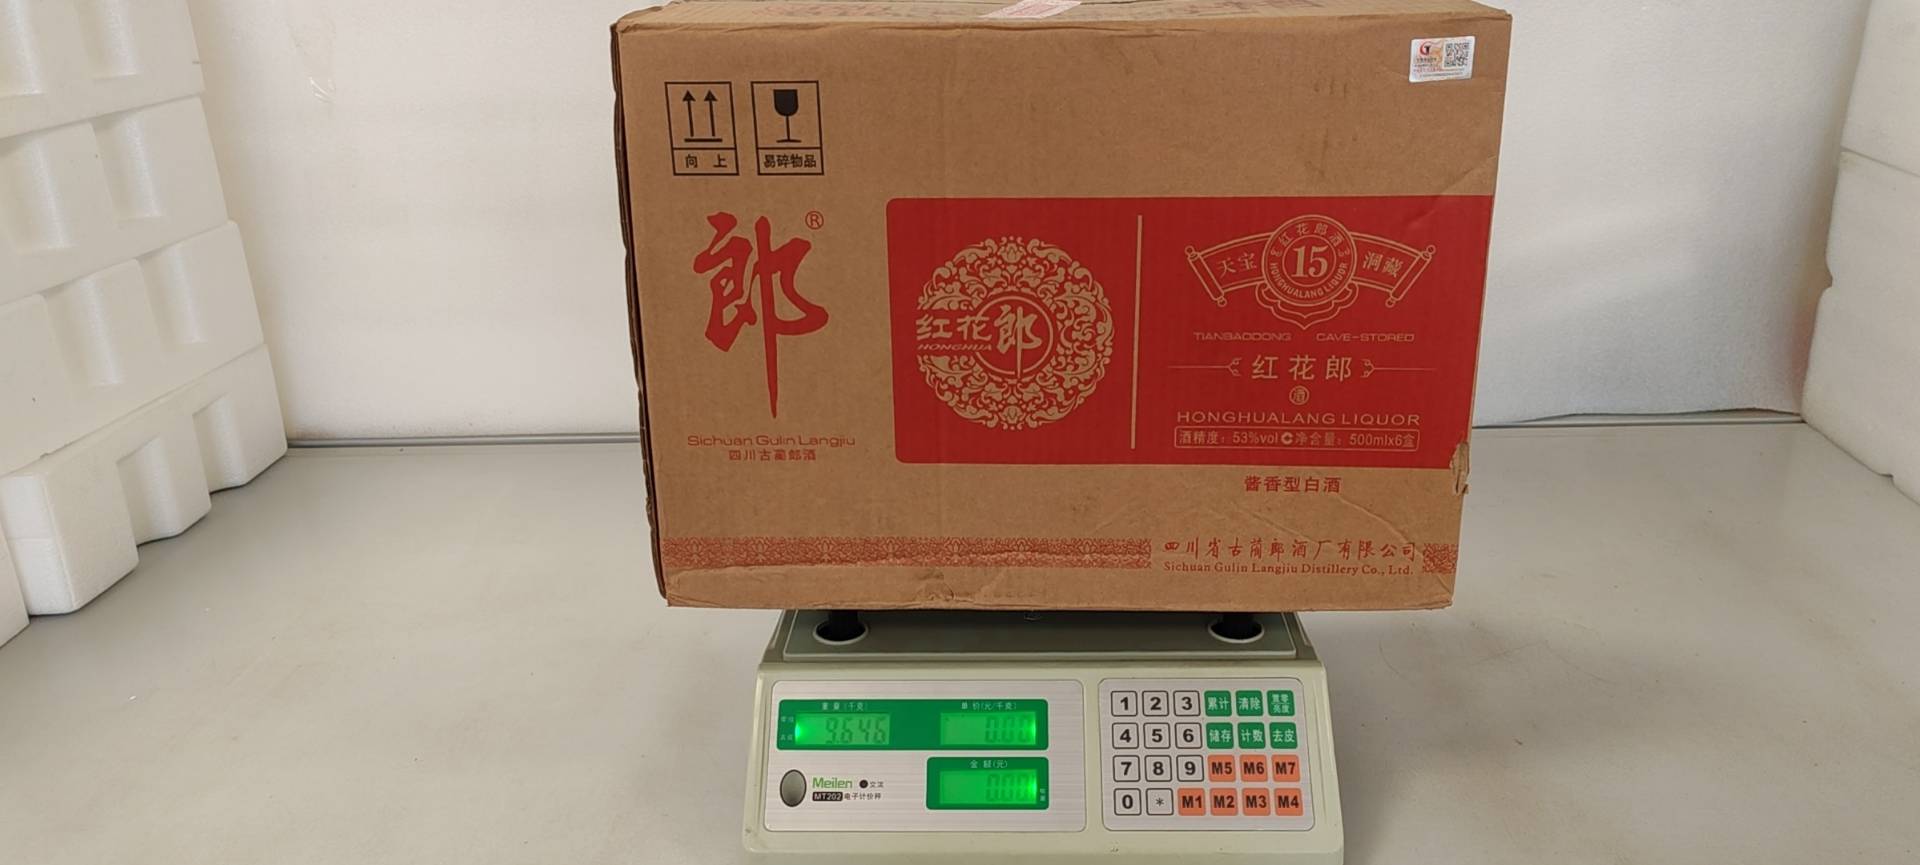 向 上
易碎物品
郎®
Sichuan Gulin Langjiu
四川古蔺郎酒
红花郎
HONGHUA
红花郎酒
天宝 15 洞藏
HONGHUALANG LIQUOR
TIANBAODONG CAVE-STORED
红花郎
酒
HONGHUALANG LIQUOR
酒精度：53%vol 净含量：500mlx6盒
酱香型白酒
四川省古蔺郎酒厂有限公司
Sichuan Gulin Langjiu Distillery Co., Ltd.
重量(千克) 单价(元/千克)
9.646 0.00
金额(元)
0.00
Meilen 交流
MT202 电子计价秤
1 2 3 累计 清除 置零 亮度
4 5 6 储存 计数 去皮
7 8 9 M5 M6 M7
0 * M1 M2 M3 M4